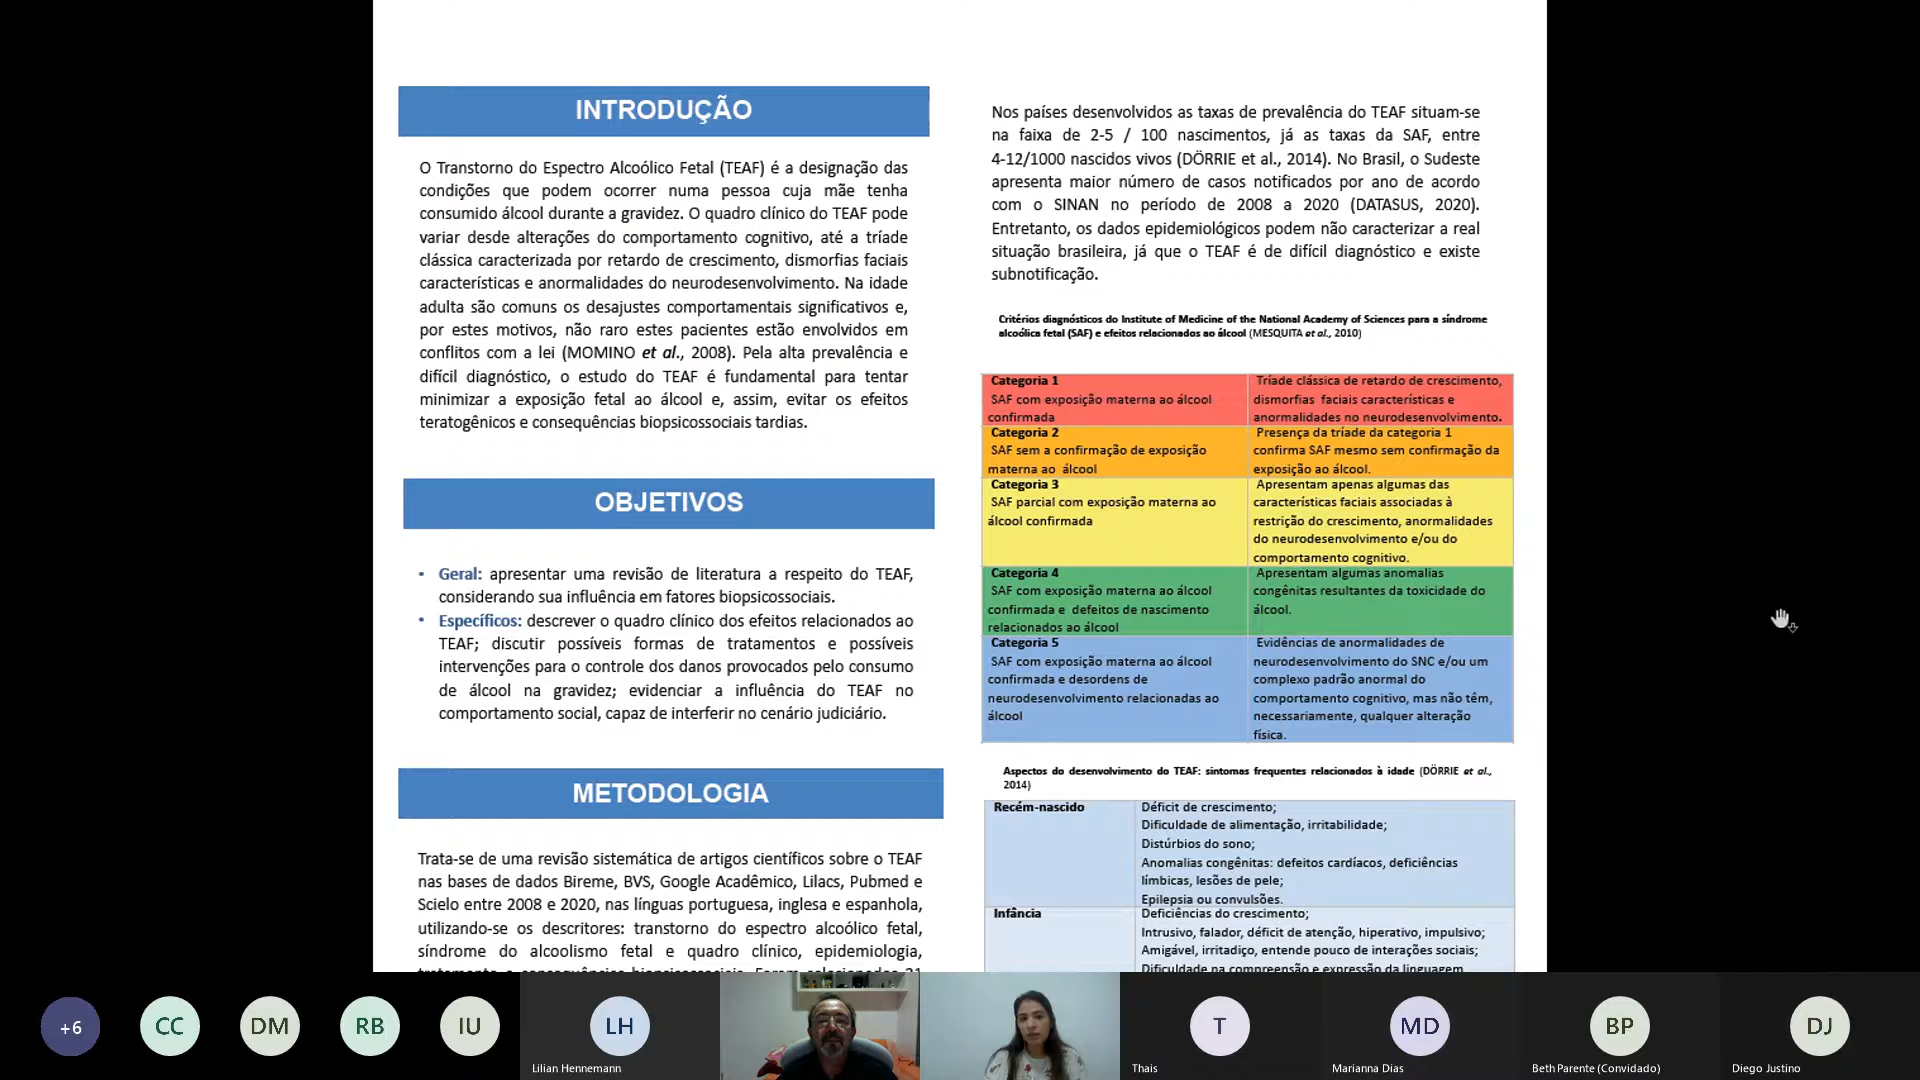 INTRODUÇÃO
O Transtorno do Espectro Alcoólico Fetal (TEAF) é a designação das
condições que podem ocorrer numa pessoa cuja mãe tenha
consumido álcool durante a gravidez. O quadro clínico do TEAF pode
variar desde alterações do comportamento cognitivo, até a tríade
clássica caracterizada por retardo de crescimento, dismorfias faciais
características e anormalidades do neurodesenvolvimento. Na idade
adulta são comuns os desajustes comportamentais significativos e,
por estes motivos, não raro estes pacientes estão envolvidos em
conflitos com a lei (MOMINO et al., 2008). Pela alta prevalência e
difícil diagnóstico, o estudo do TEAF é fundamental para tentar
minimizar a exposição fetal ao álcool e, assim, evitar os efeitos
teratogênicos e consequências biopsicossociais tardias.
OBJETIVOS
• Geral: apresentar uma revisão de literatura a respeito do TEAF,
considerando sua influência em fatores biopsicossociais.
• Específicos: descrever o quadro clínico dos efeitos relacionados ao
TEAF; discutir possíveis formas de tratamentos e possíveis
intervenções para o controle dos danos provocados pelo consumo
de álcool na gravidez; evidenciar a influência do TEAF no
comportamento social, capaz de interferir no cenário judiciário.
METODOLOGIA
Trata-se de uma revisão sistemática de artigos científicos sobre o TEAF
nas bases de dados Bireme, BVS, Google Acadêmico, Lilacs, Pubmed e
Scielo entre 2008 e 2020, nas línguas portuguesa, inglesa e espanhola,
utilizando-se os descritores: transtorno do espectro alcoólico fetal,
síndrome do alcoolismo fetal e quadro clínico, epidemiologia,
Nos países desenvolvidos as taxas de prevalência do TEAF situam-se
na faixa de 2-5 / 100 nascimentos, já as taxas da SAF, entre
4-12/1000 nascidos vivos (DÖRRIE et al., 2014). No Brasil, o Sudeste
apresenta maior número de casos notificados por ano de acordo
com o SINAN no período de 2008 a 2020 (DATASUS, 2020).
Entretanto, os dados epidemiológicos podem não caracterizar a real
situação brasileira, já que o TEAF é de difícil diagnóstico e existe
subnotificação.
Critérios diagnósticos do Institute of Medicine of the National Academy of Sciences para a síndrome
alcoólica fetal (SAF) e efeitos relacionados ao álcool (MESQUITA et al., 2010)
Categoria 1
SAF com exposição materna ao álcool
confirmada
Tríade clássica de retardo de crescimento,
dismorfias faciais características e
anormalidades no neurodesenvolvimento.
Categoria 2
SAF sem a confirmação de exposição
materna ao álcool
Presença da tríade da categoria 1
confirma SAF mesmo sem confirmação da
exposição ao álcool.
Categoria 3
SAF parcial com exposição materna ao
álcool confirmada
Apresentam apenas algumas das
características faciais associadas à
restrição do crescimento, anormalidades
do neurodesenvolvimento e/ou do
comportamento cognitivo.
Categoria 4
SAF com exposição materna ao álcool
confirmada e defeitos de nascimento
relacionados ao álcool
Apresentam algumas anomalias
congênitas resultantes da toxicidade do
álcool.
Categoria 5
SAF com exposição materna ao álcool
confirmada e desordens de
neurodesenvolvimento relacionadas ao
álcool
Evidências de anormalidades de
neurodesenvolvimento do SNC e/ou um
complexo padrão anormal do
comportamento cognitivo, mas não têm,
necessariamente, qualquer alteração
física.
Aspectos do desenvolvimento do TEAF: sintomas frequentes relacionados à idade (DÖRRIE et al.,
2014)
Recém-nascido
Déficit de crescimento;
Dificuldade de alimentação, irritabilidade;
Distúrbios do sono;
Anomalias congênitas: defeitos cardíacos, deficiências
límbicas, lesões de pele;
Epilepsia ou convulsões.
Infância
Deficiências do crescimento;
Intrusivo, falador, déficit de atenção, hiperativo, impulsivo;
Amigável, irritadiço, entende pouco de interações sociais;
Dificuldade na compreensão e expressão da linguagem
+6
CC
DM
RB
IU
LH
Lilian Hennemann
T
Thais
MD
Marianna Dias
BP
Beth Parente (Convidado)
DJ
Diego Justino